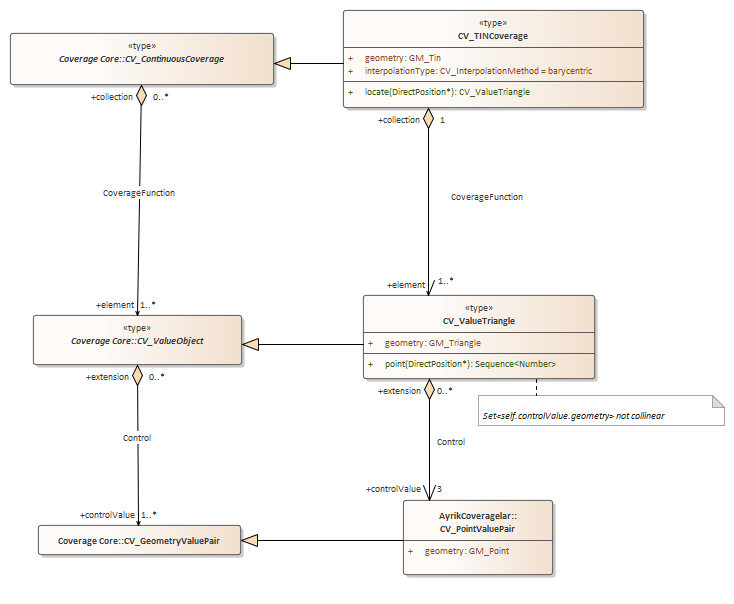 «type»
Coverage Core::CV_ContinuousCoverage
«type»
CV_TINCoverage
+ geometry: GM_Tin
+ interpolationType: CV_InterpolationMethod = barycentric
+ locate(DirectPosition*): CV_ValueTriangle
+collection 0..*
+collection 1
CoverageFunction
CoverageFunction
+element 1..*
+element 1..*
«type»
Coverage Core::CV_ValueObject
«type»
CV_ValueTriangle
+ geometry: GM_Triangle
+ point(DirectPosition*): Sequence<Number>
+extension 0..*
+extension 0..*
Set<self.controlValue.geometry> not collinear
Control
Control
+controlValue 1..*
+controlValue 3
Coverage Core::CV_GeometryValuePair
AyrikCoveragelar::
CV_PointValuePair
+ geometry: GM_Point